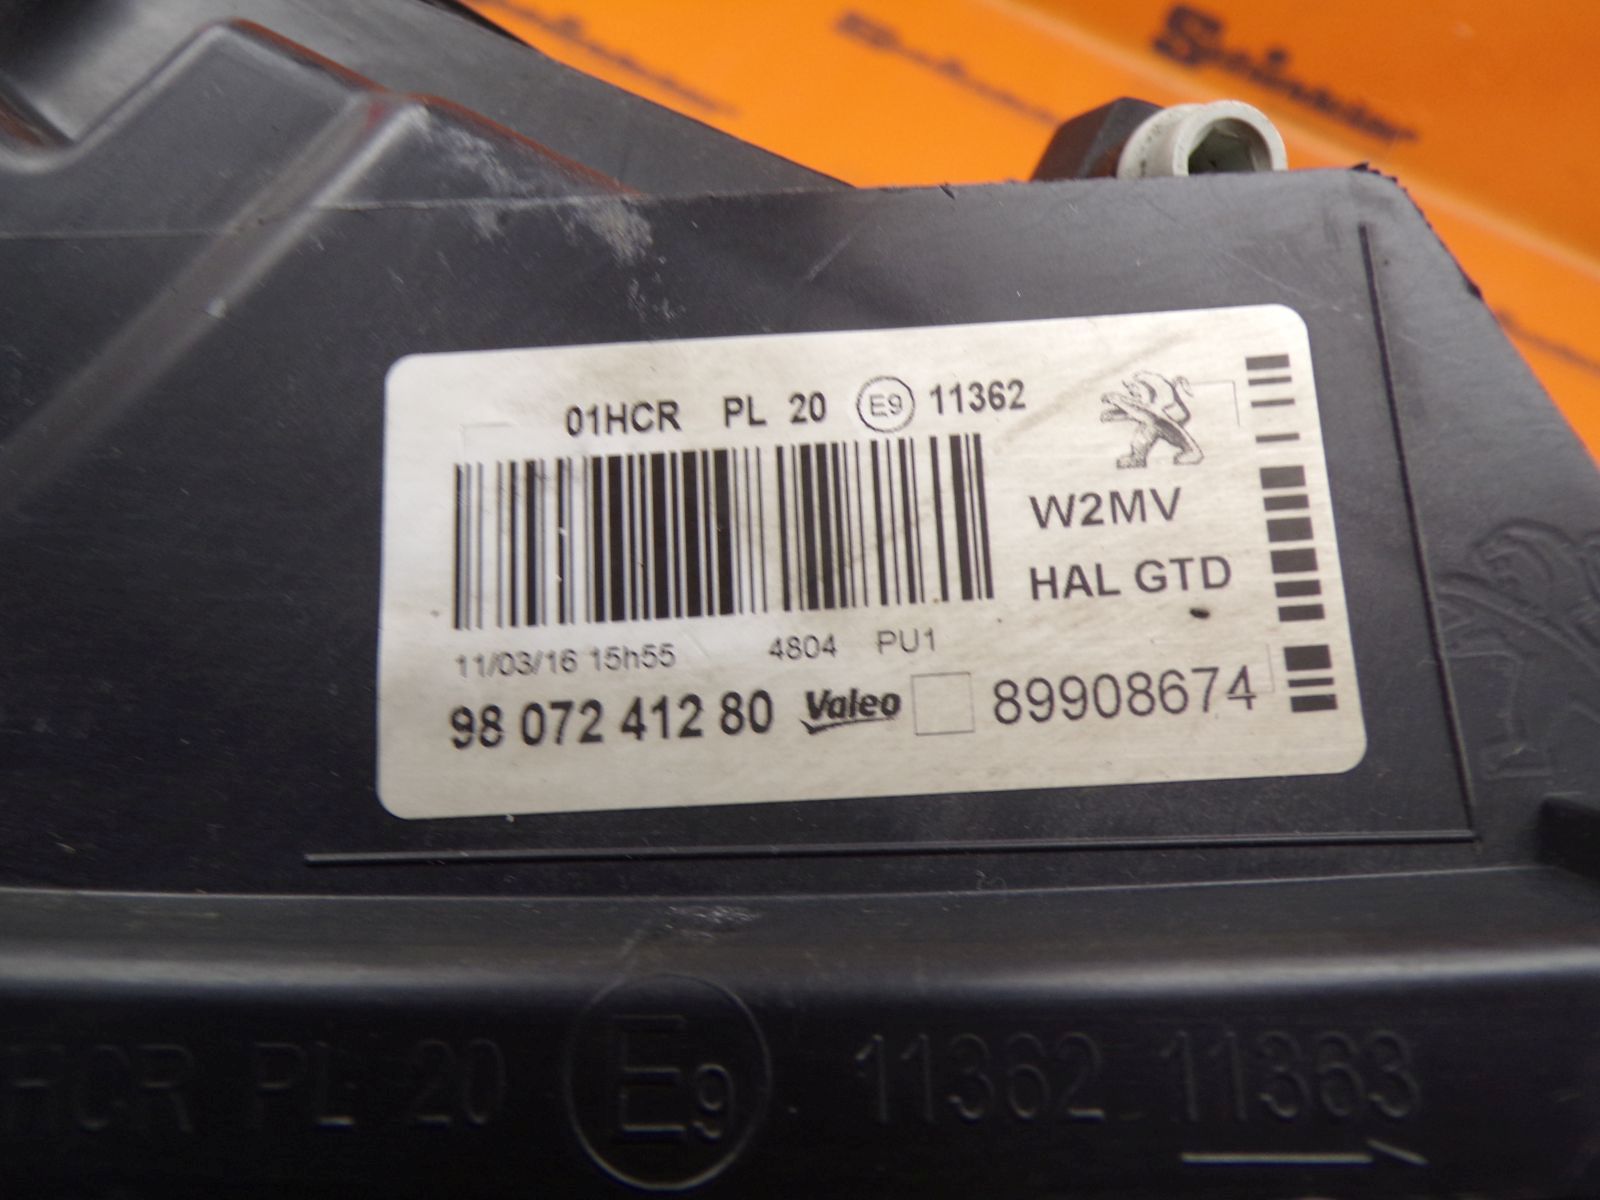 Schindler
01HCR PL 20 E9 11362
W2MV
HAL GTD
11/03/16 15h55 4804 PU1
98 072 412 80 Valeo 89908674
HCR PL 20 E9 11362 11363